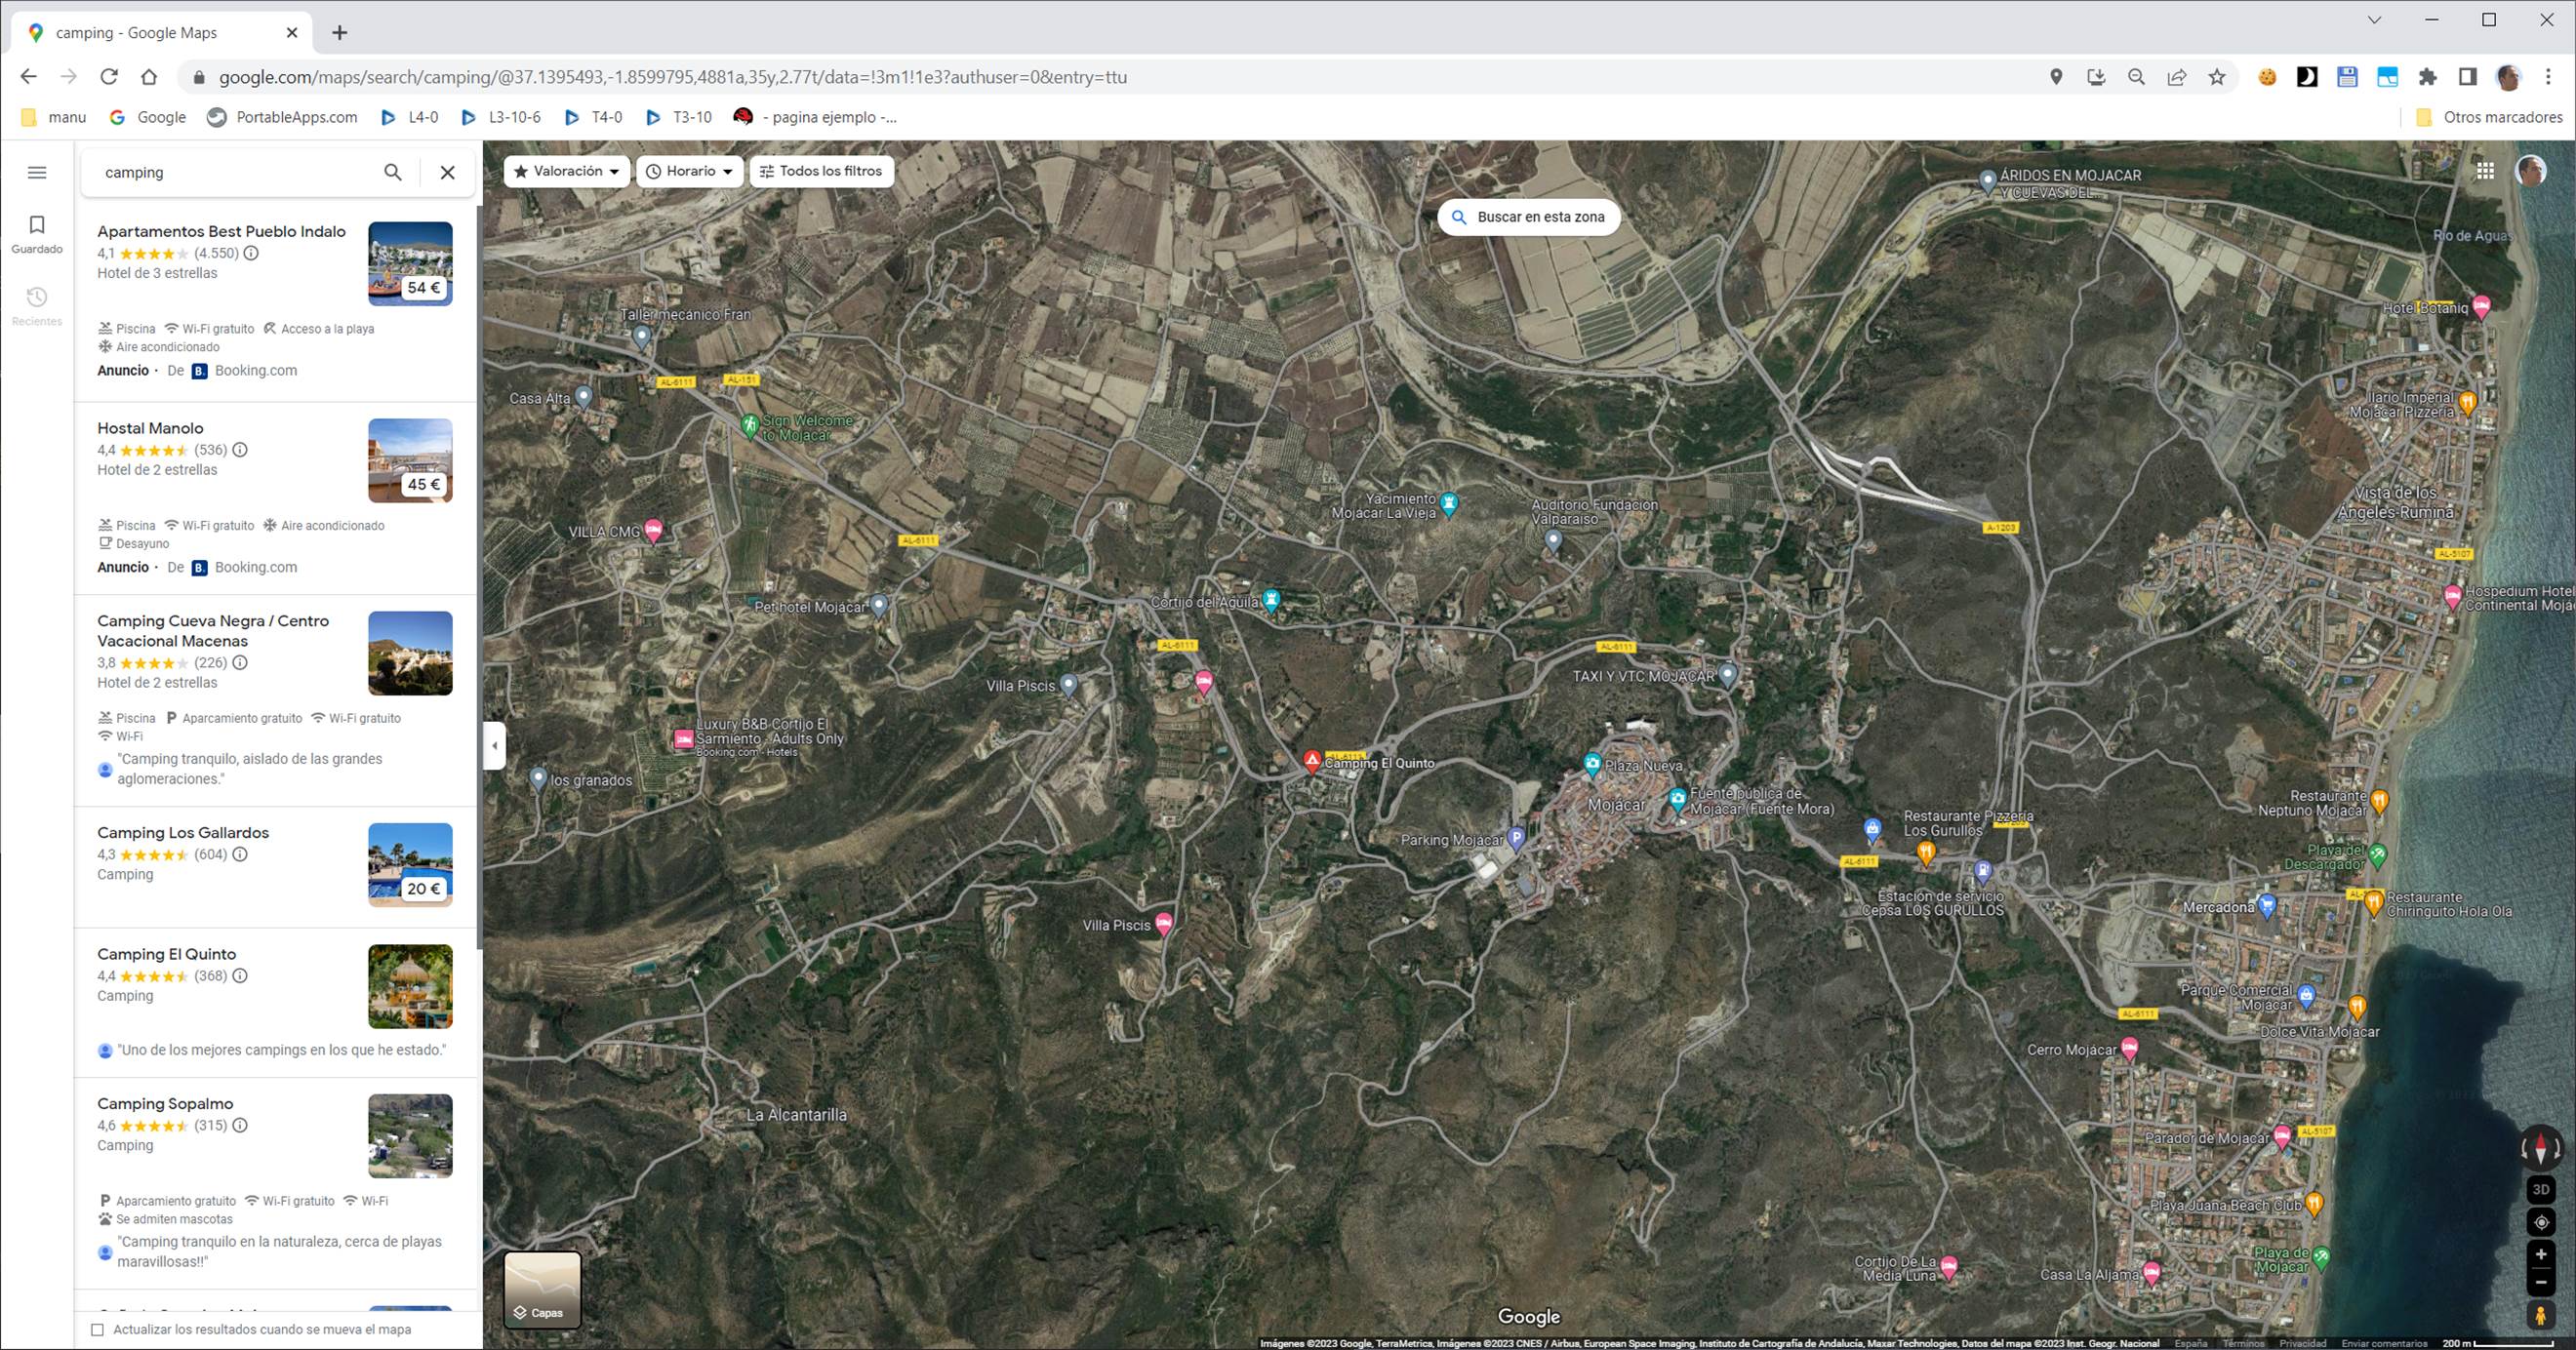 camping - Google Maps
google.com/maps/search/camping/@37.1395493,-1.8599795,4881a,35y,2.77t/data=!3m1!1e3?authuser=0&entry=ttu
manu
Google
PortableApps.com
L4-0
L3-10-6
T4-0
T3-10
- pagina ejemplo -...
Otros marcadores
camping
Guardado
Recientes
Apartamentos Best Pueblo Indalo
4,1 (4.550)
Hotel de 3 estrellas
54 €
Piscina Wi-Fi gratuito Acceso a la playa
Aire acondicionado
Anuncio · De B. Booking.com
Hostal Manolo
4,4 (536)
Hotel de 2 estrellas
45 €
Piscina Wi-Fi gratuito Aire acondicionado
Desayuno
Anuncio · De B. Booking.com
Camping Cueva Negra / Centro
Vacacional Macenas
3,8 (226)
Hotel de 2 estrellas
Piscina P Aparcamiento gratuito Wi-Fi gratuito
Wi-Fi
"Camping tranquilo, aislado de las grandes
aglomeraciones."
Camping Los Gallardos
4,3 (604)
Camping
20 €
Camping El Quinto
4,4 (368)
Camping
"Uno de los mejores campings en los que he estado."
Camping Sopalmo
4,6 (315)
Camping
P Aparcamiento gratuito Wi-Fi gratuito Wi-Fi
Se admiten mascotas
"Camping tranquilo en la naturaleza, cerca de playas
maravillosas!!"
Actualizar los resultados cuando se mueva el mapa
Valoración
Horario
Todos los filtros
Buscar en esta zona
ÁRIDOS EN MOJACAR
Y CUEVAS DEL...
Río de Aguas
Hotel Botaniq
Taller mecánico Fran
AL-6111
AL-151
Casa Alta
Sign Welcome
to Mojacar
Ilario Imperial
Mojacar Pizzeria
Yacimiento
Mojácar La Vieja
Auditorio Fundación
Valparaiso
Vista de los
Ángeles-Rumina
A-1203
VILLA CMG
AL-6111
AL-5107
Pet hotel Mojácar
Cortijo del Aguila
Hospedium Hotel
Continental Mojá
AL-6111
AL-6111
Villa Piscis
TAXI Y VTC MOJACAR
Luxury B&B Cortijo El
Sarmiento - Adults Only
Booking.com - Hotels
los granados
Camping El Quinto
Plaza Nueva
Mojácar
Fuente pública de
Mojácar (Fuente Mora)
Parking Mojácar
P
Restaurante Pizzería
Los Gurullos
Restaurante
Neptuno Mojacar
AL-6111
Playa del
Descargador
Estación de servicio
Cepsa LOS GURULLOS
Mercadona
Restaurante
Chiringuito Hola Ola
Villa Piscis
Parque Comercial
Mojácar
AL-6111
Dolce Vita Mojacar
Cerro Mojácar
La Alcantarilla
Parador de Mojacar
AL-5107
Playa Juana Beach Club
Playa de
Mojácar
Cortijo De La
Media Luna
Casa La Aljama
3D
Capas
Google
Imágenes ©2023 Google, TerraMetrics, Imágenes ©2023 CNES / Airbus, European Space Imaging, Instituto de Cartografía de Andalucía, Maxar Technologies, Datos del mapa ©2023 Inst. Geogr. Nacional España Términos Privacidad Enviar comentarios 200 m